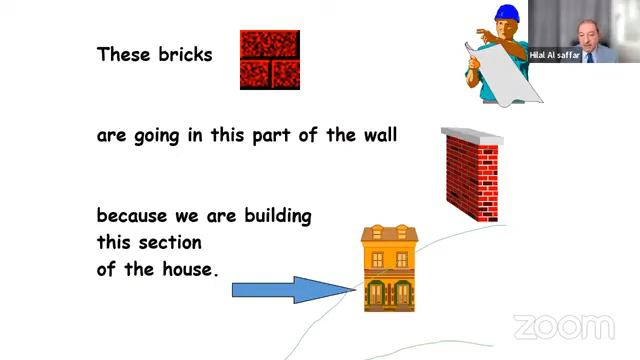 These bricks
Hilal Al saffar
are going in this part of the wall
because we are building
this section
of the house.
zoom